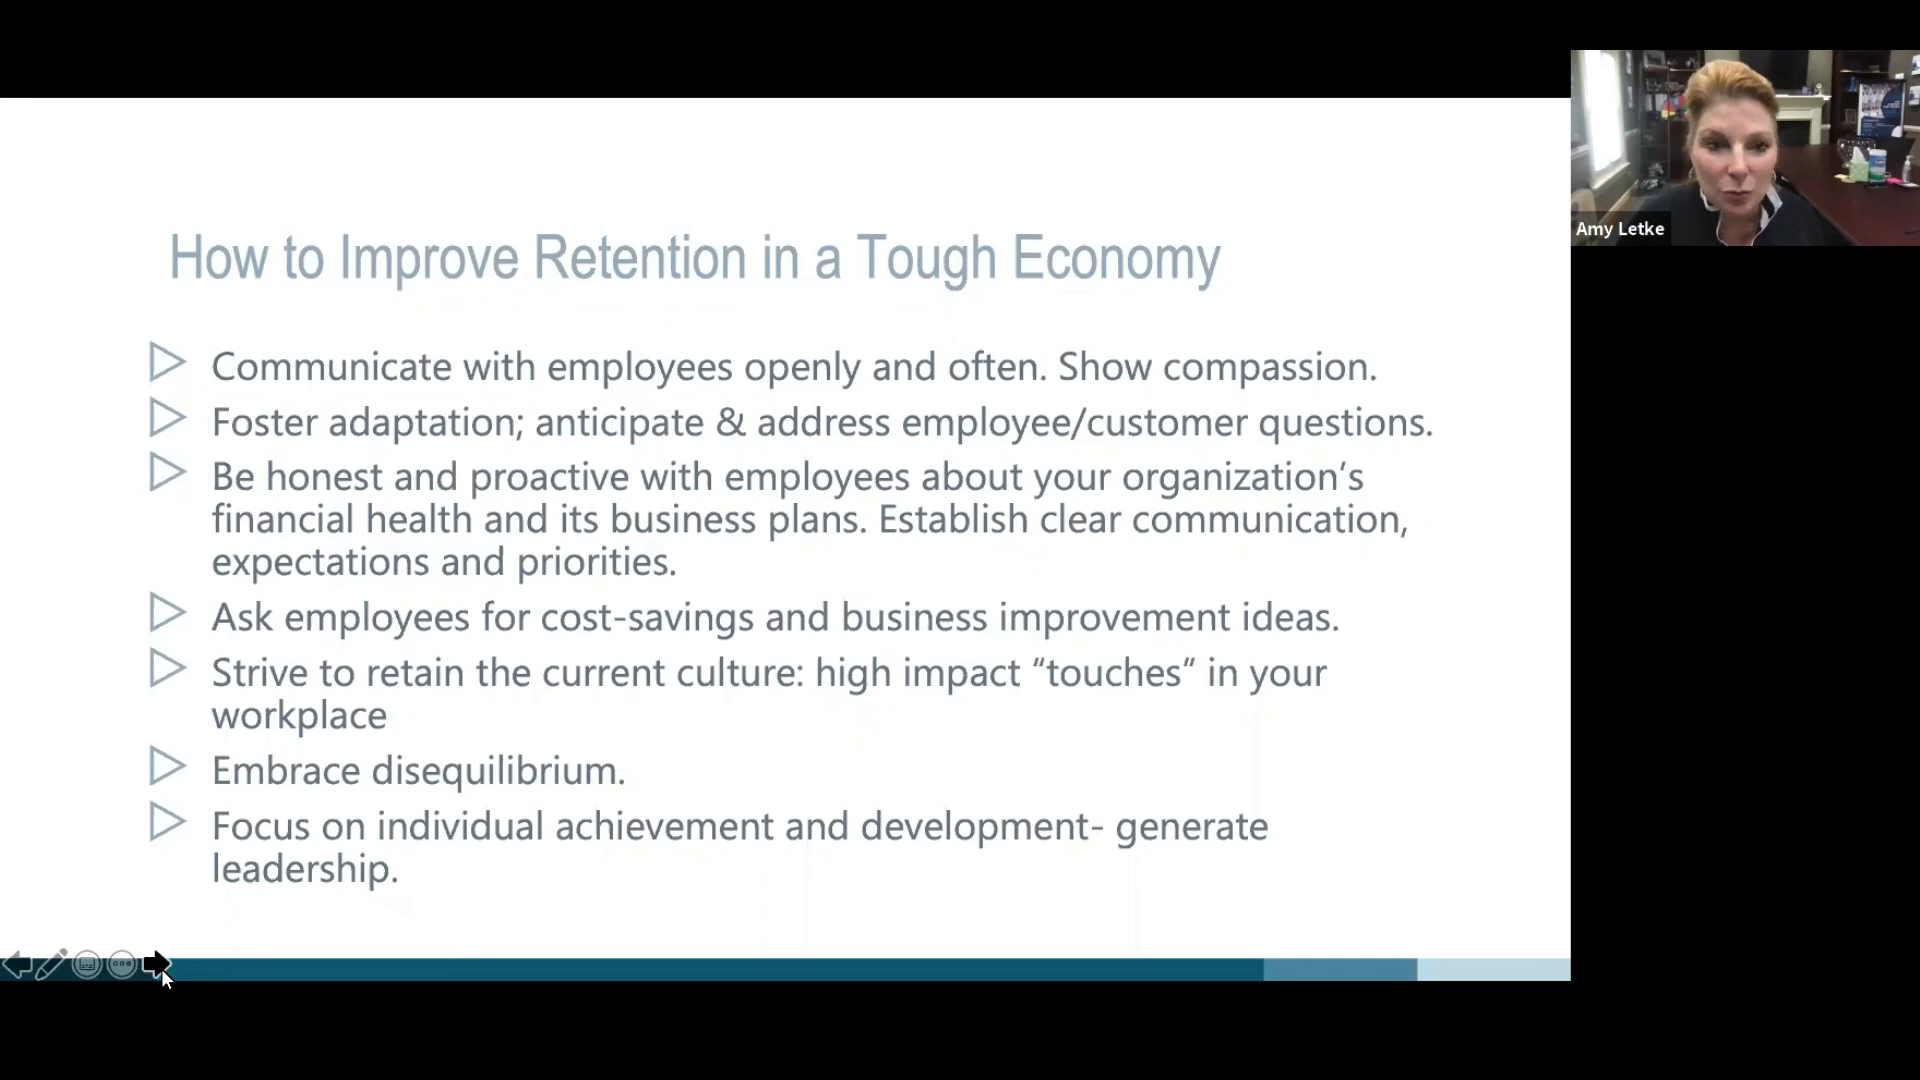 How to Improve Retention in a Tough Economy
Communicate with employees openly and often. Show compassion.
Foster adaptation; anticipate & address employee/customer questions.
Be honest and proactive with employees about your organization’s
financial health and its business plans. Establish clear communication,
expectations and priorities.
Ask employees for cost-savings and business improvement ideas.
Strive to retain the current culture: high impact “touches” in your
workplace
Embrace disequilibrium.
Focus on individual achievement and development- generate
leadership.
Amy Letke